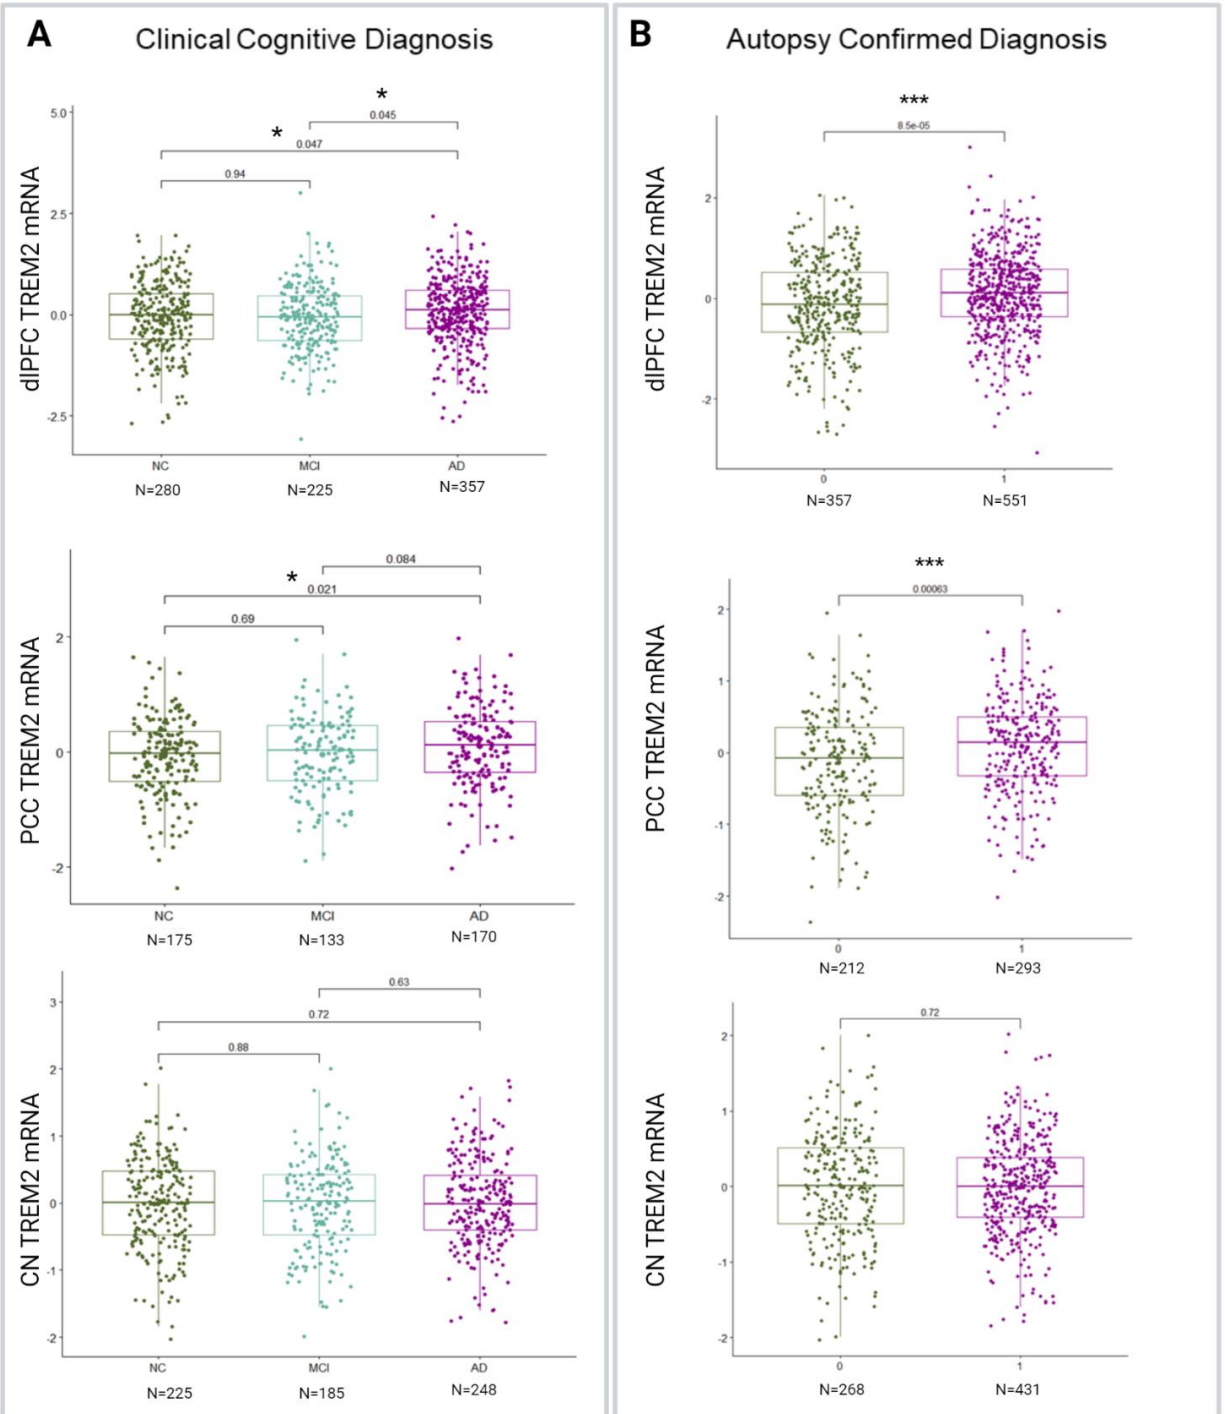 A Clinical Cognitive Diagnosis
dlPFC TREM2 mRNA
*
0.045
*
0.047
0.94
5.0
2.5
0.0
-2.5
NC MCI AD
N=280 N=225 N=357
PCC TREM2 mRNA
0.084
*
0.021
0.69
2
0
-2
NC MCI AD
N=175 N=133 N=170
CN TREM2 mRNA
0.63
0.72
0.88
3
2
1
0
-1
-2
NC MCI AD
N=225 N=185 N=248
B Autopsy Confirmed Diagnosis
dlPFC TREM2 mRNA
***
8.5e-05
2
0
-2
0 1
N=357 N=551
PCC TREM2 mRNA
***
0.00063
2
1
0
-1
-2
0 1
N=212 N=293
CN TREM2 mRNA
0.72
2
1
0
-1
-2
0 1
N=268 N=431